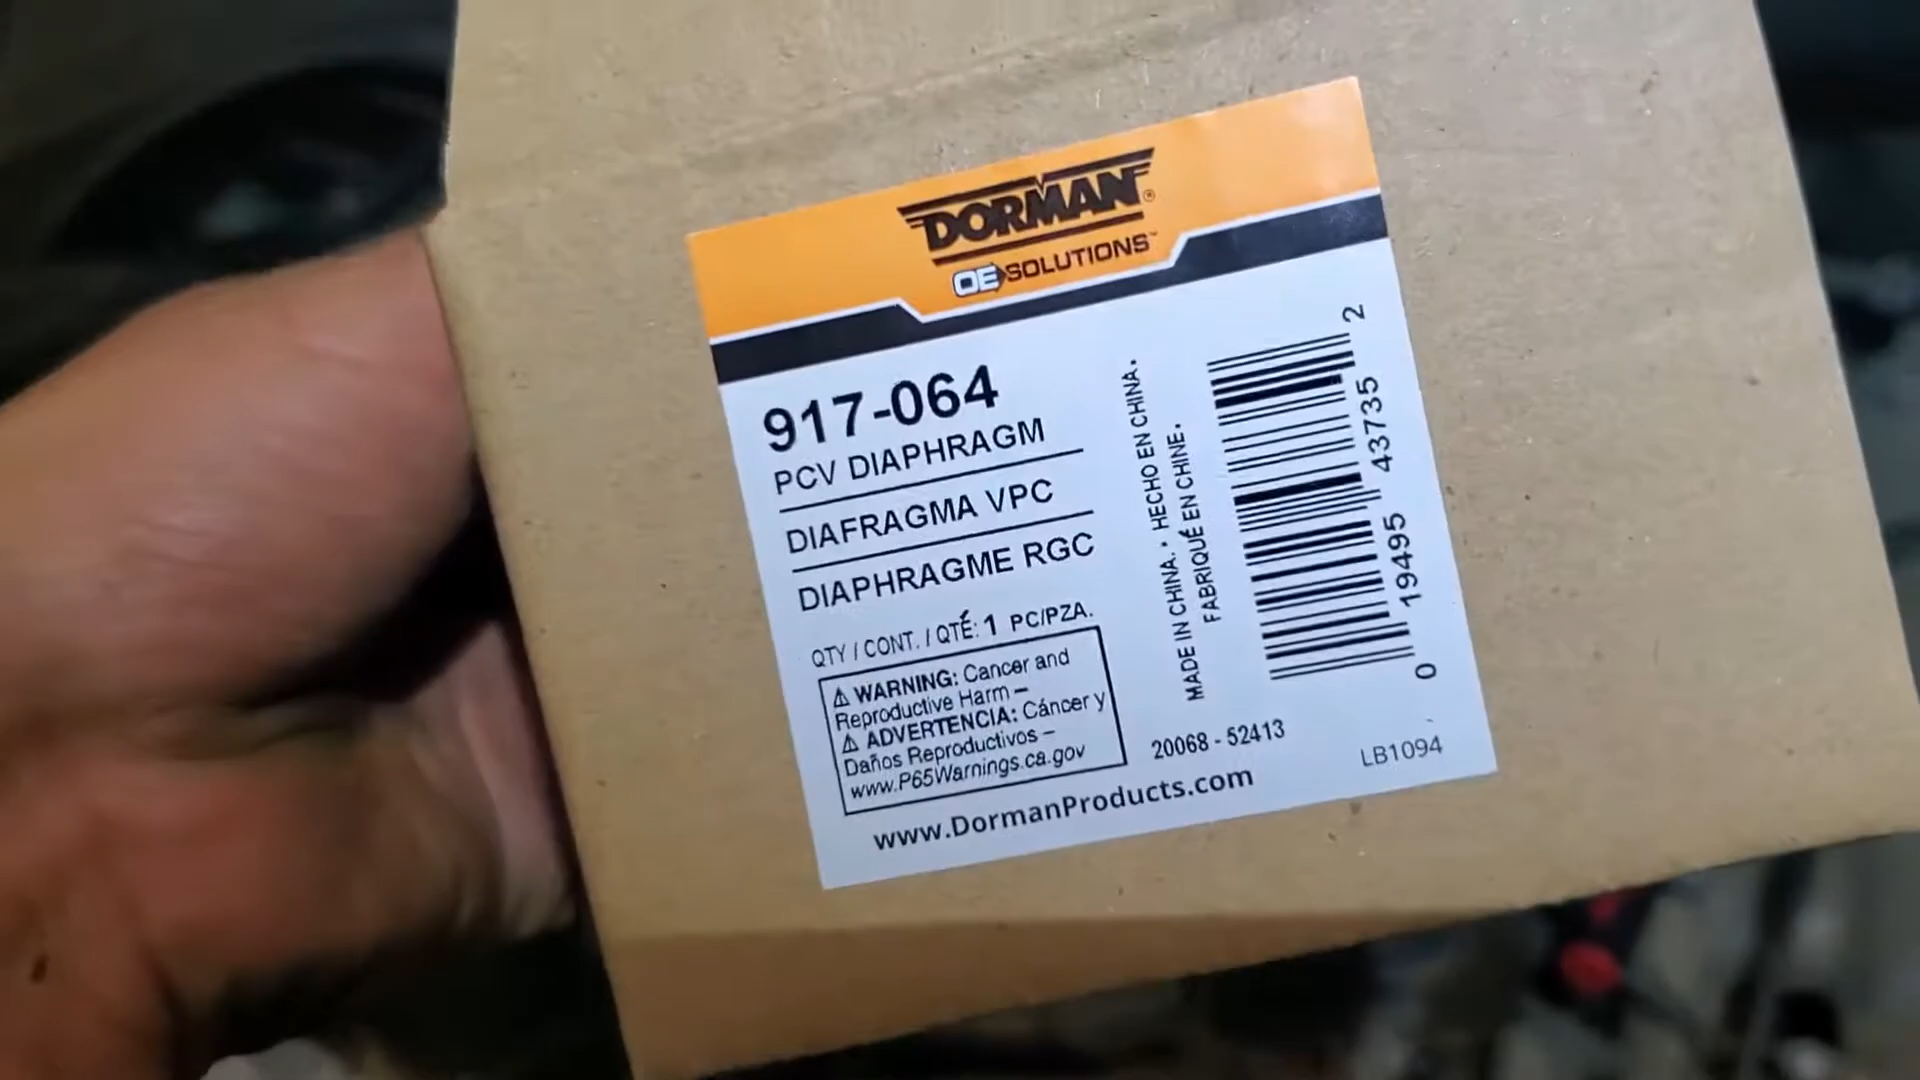 DORMAN®
OE SOLUTIONS™
917-064
PCV DIAPHRAGM
DIAFRAGMA VPC
DIAPHRAGME RGC
QTY / CONT. / QTÉ: 1 PC/PZA.
⚠ WARNING: Cancer and
Reproductive Harm –
⚠ ADVERTENCIA: Cáncer y
Daños Reproductivos –
www.P65Warnings.ca.gov
MADE IN CHINA. • HECHO EN CHINA.
FABRIQUÉ EN CHINE.
0 19495 43735 2
20068 - 52413
LB1094
www.DormanProducts.com